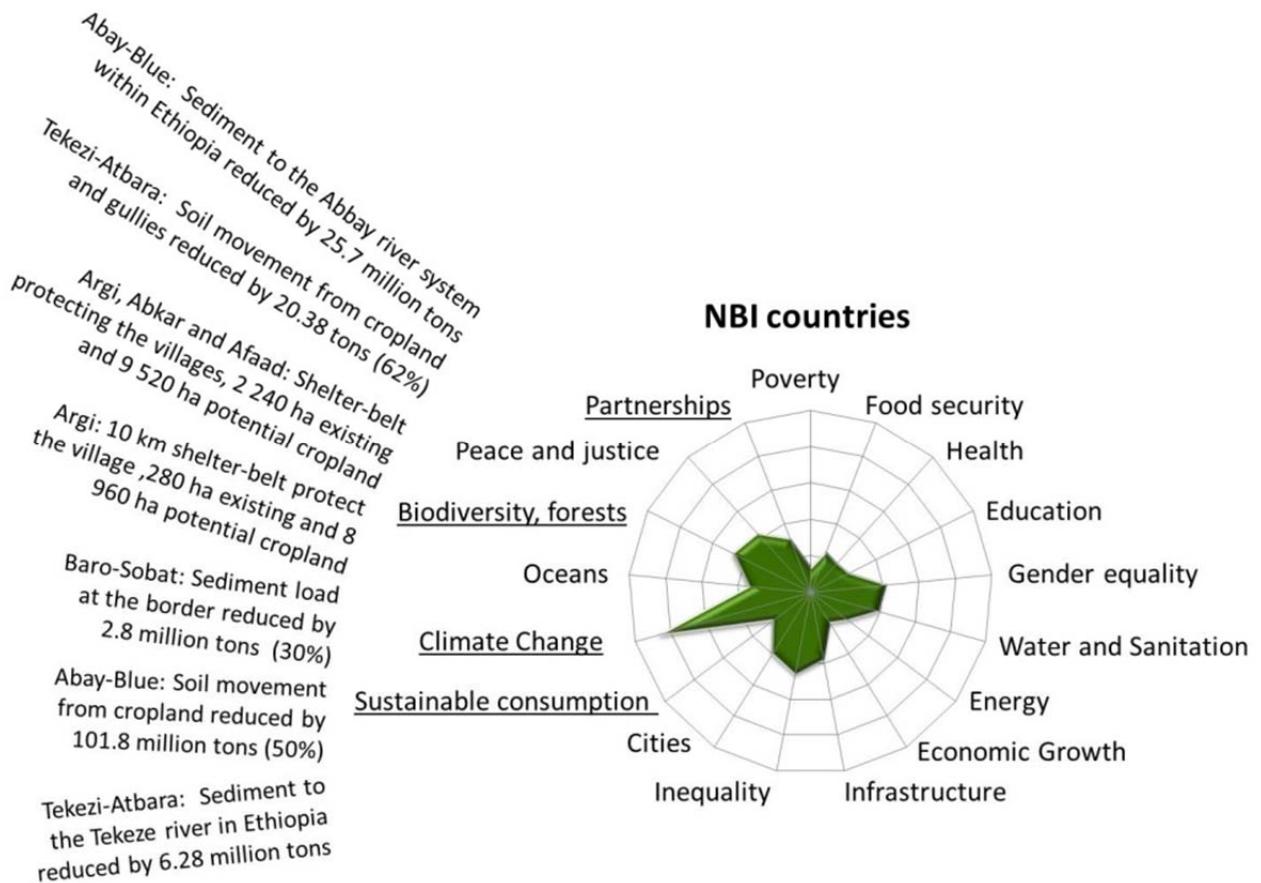 Abay-Blue: Sediment to the Abbay river system
within Ethiopia reduced by 25.7 million tons
Tekezi-Atbara: Soil movement from cropland
and gullies reduced by 20.38 tons (62%)
Argi, Abkar and Afaad: Shelter-belt
protecting the villages, 2 240 ha existing
and 9 520 ha potential cropland
Argi: 10 km shelter-belt protect
the village ,280 ha existing and 8
960 ha potential cropland
Baro-Sobat: Sediment load
at the border reduced by
2.8 million tons (30%)
Abay-Blue: Soil movement
from cropland reduced by
101.8 million tons (50%)
Tekezi-Atbara: Sediment to
the Tekeze river in Ethiopia
reduced by 6.28 million tons
NBI countries
Poverty
Food security
Health
Education
Gender equality
Water and Sanitation
Energy
Economic Growth
Infrastructure
Inequality
Cities
Sustainable consumption
Climate Change
Oceans
Biodiversity, forests
Peace and justice
Partnerships